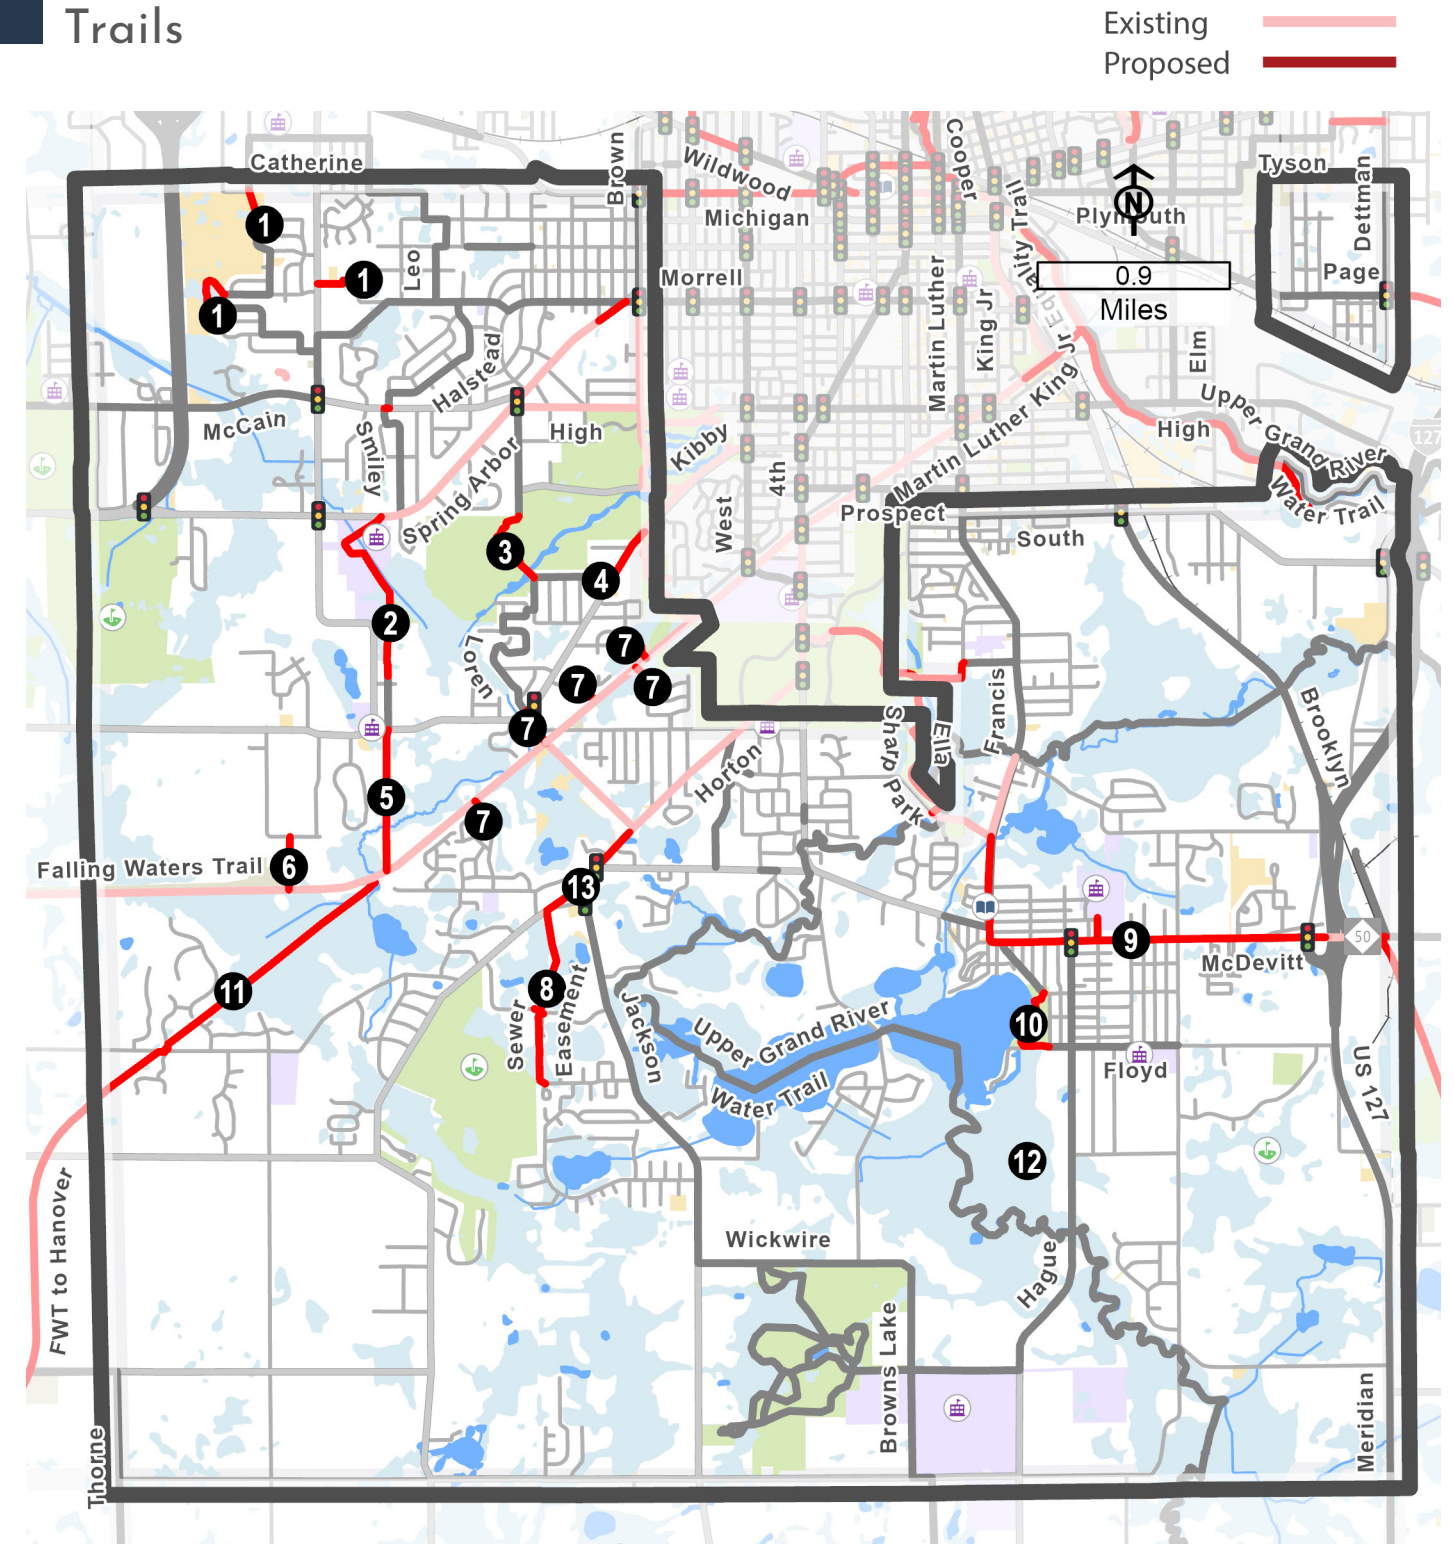 Trails
Existing
Proposed
Catherine
Brown
Wildwood
Michigan
Cooper
Plymouth
N
Tyson
Dettman
Page
1
1
1
Leo
Morrell
Martin Luther
King Jr
0.9
Miles
Elm
Halstead
McCain
Smiley
High
Kibby
Spring Arbor
4th
West
Martin Luther King Jr
High
Upper Grand River
Water Trail
127
Prospect
South
3
4
2
Loren
7
7
7
7
7
Francis
Ella
Sharp
Park
Brooklyn
Horton
5
6
Falling Waters Trail
13
9
50
McDevitt
11
8
Sewer
Easement
Jackson
Upper Grand River
Water Trail
10
Floyd
US 127
12
FWT to Hanover
Wickwire
Hague
Browns Lake
Meridian
Thorne